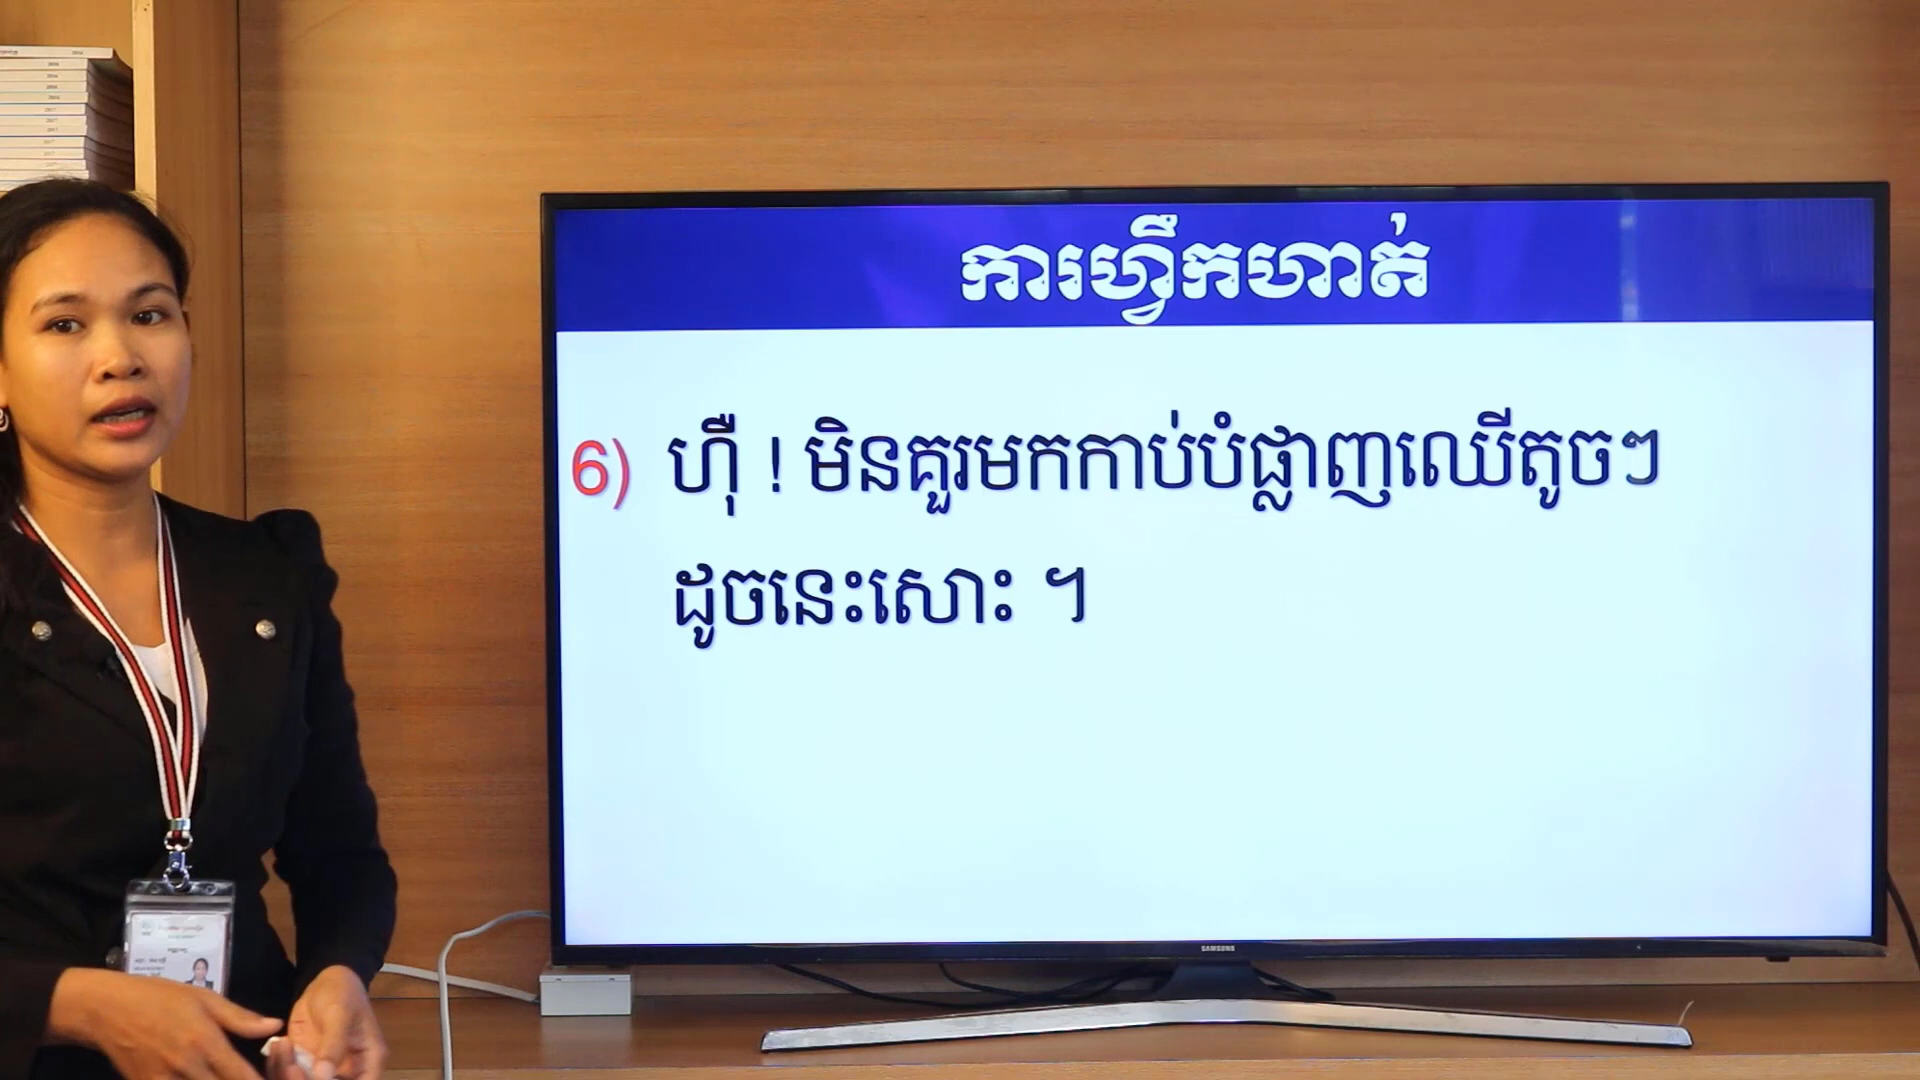 ការហ្វឹកហាត់
6) ហ៊ឺ ! មិនគួរមកកាប់បំផ្លាញឈើតូចៗ
ដូចនេះសោះ ។
SAMSUNG